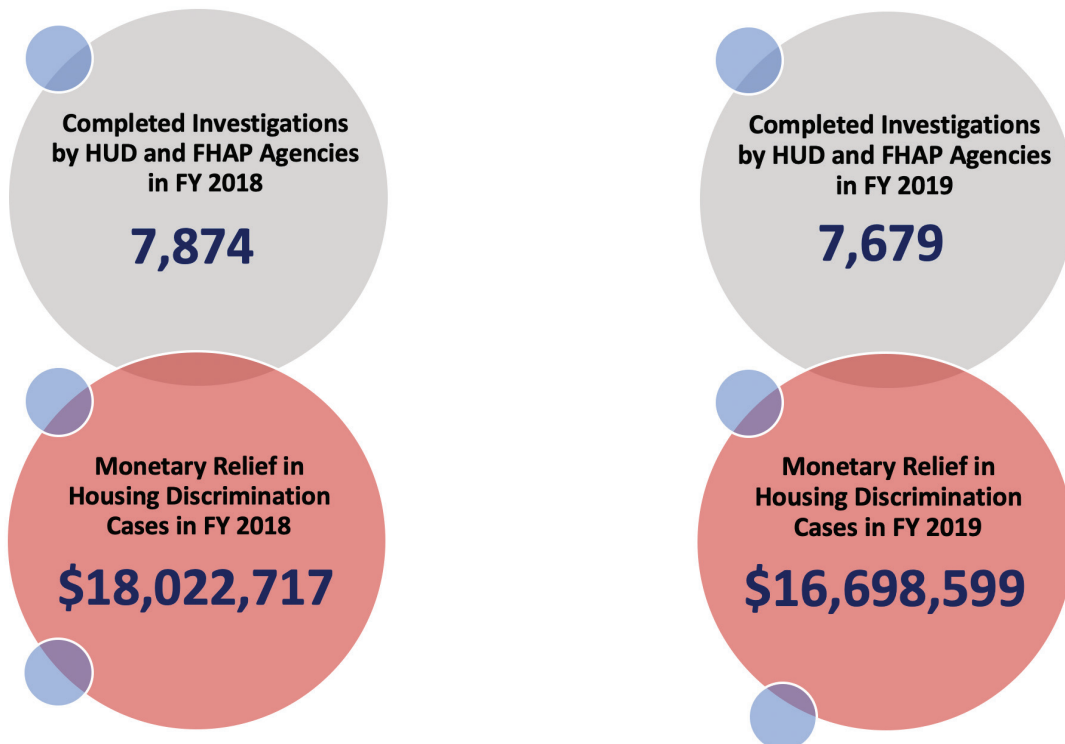 Completed Investigations
by HUD and FHAP Agencies
in FY 2018
7,874
Monetary Relief in
Housing Discrimination
Cases in FY 2018
$18,022,717
Completed Investigations
by HUD and FHAP Agencies
in FY 2019
7,679
Monetary Relief in
Housing Discrimination
Cases in FY 2019
$16,698,599